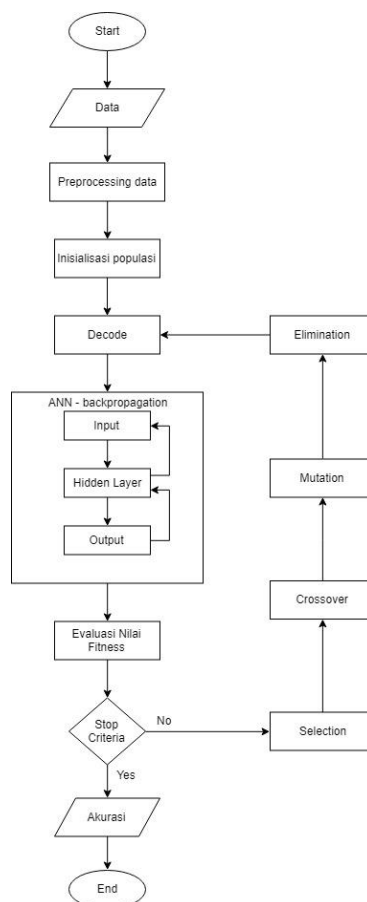 Start
Data
Preprocessing data
Inisialisasi populasi
Decode
Elimination
ANN - backpropagation
Input
Hidden Layer
Output
Mutation
Crossover
Evaluasi Nilai
Fitness
Stop
Criteria
No
Selection
Yes
Akurasi
End